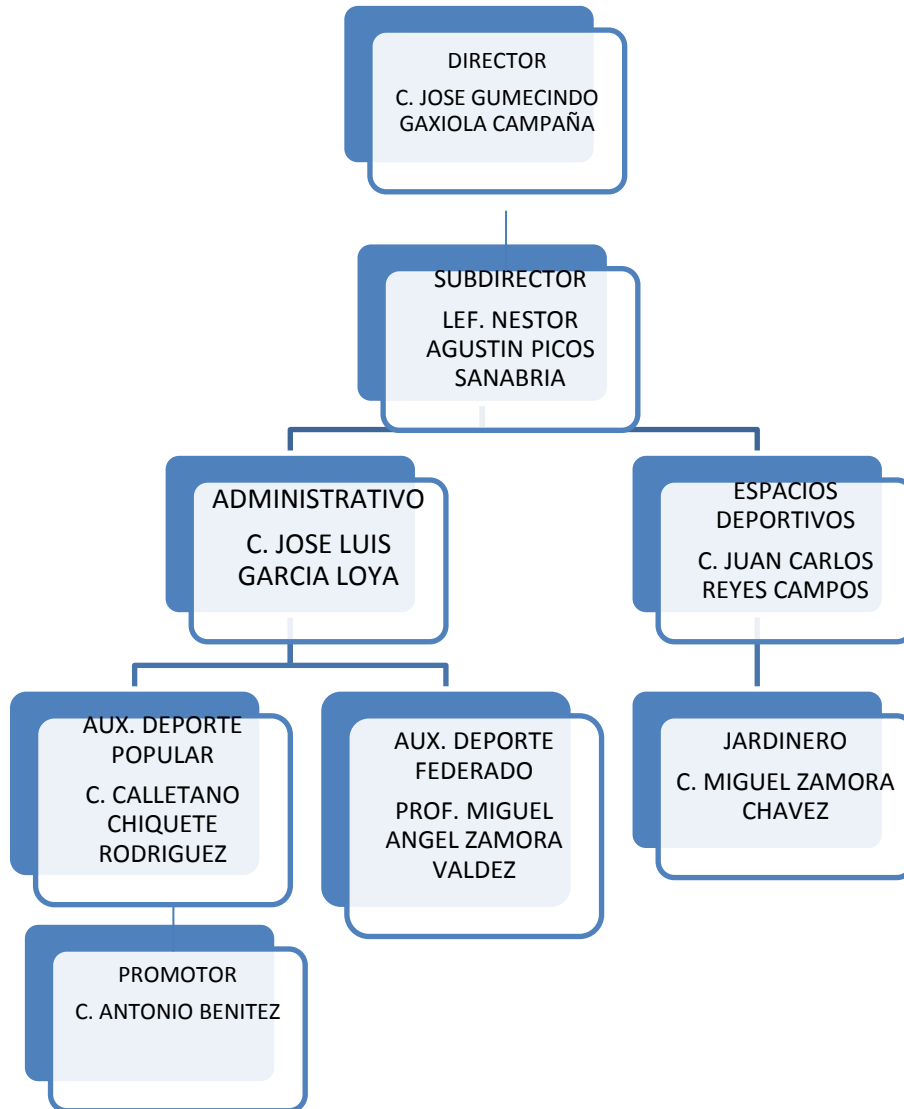 DIRECTOR
C. JOSE GUMECINDO
GAXIOLA CAMPAÑA
SUBDIRECTOR
LEF. NESTOR
AGUSTIN PICOS
SANABRIA
ADMINISTRATIVO
C. JOSE LUIS
GARCIA LOYA
ESPACIOS
DEPORTIVOS
C. JUAN CARLOS
REYES CAMPOS
AUX. DEPORTE
POPULAR
C. CALLETANO
CHIQUETE
RODRIGUEZ
AUX. DEPORTE
FEDERADO
PROF. MIGUEL
ANGEL ZAMORA
VALDEZ
JARDINERO
C. MIGUEL ZAMORA
CHAVEZ
PROMOTOR
C. ANTONIO BENITEZ